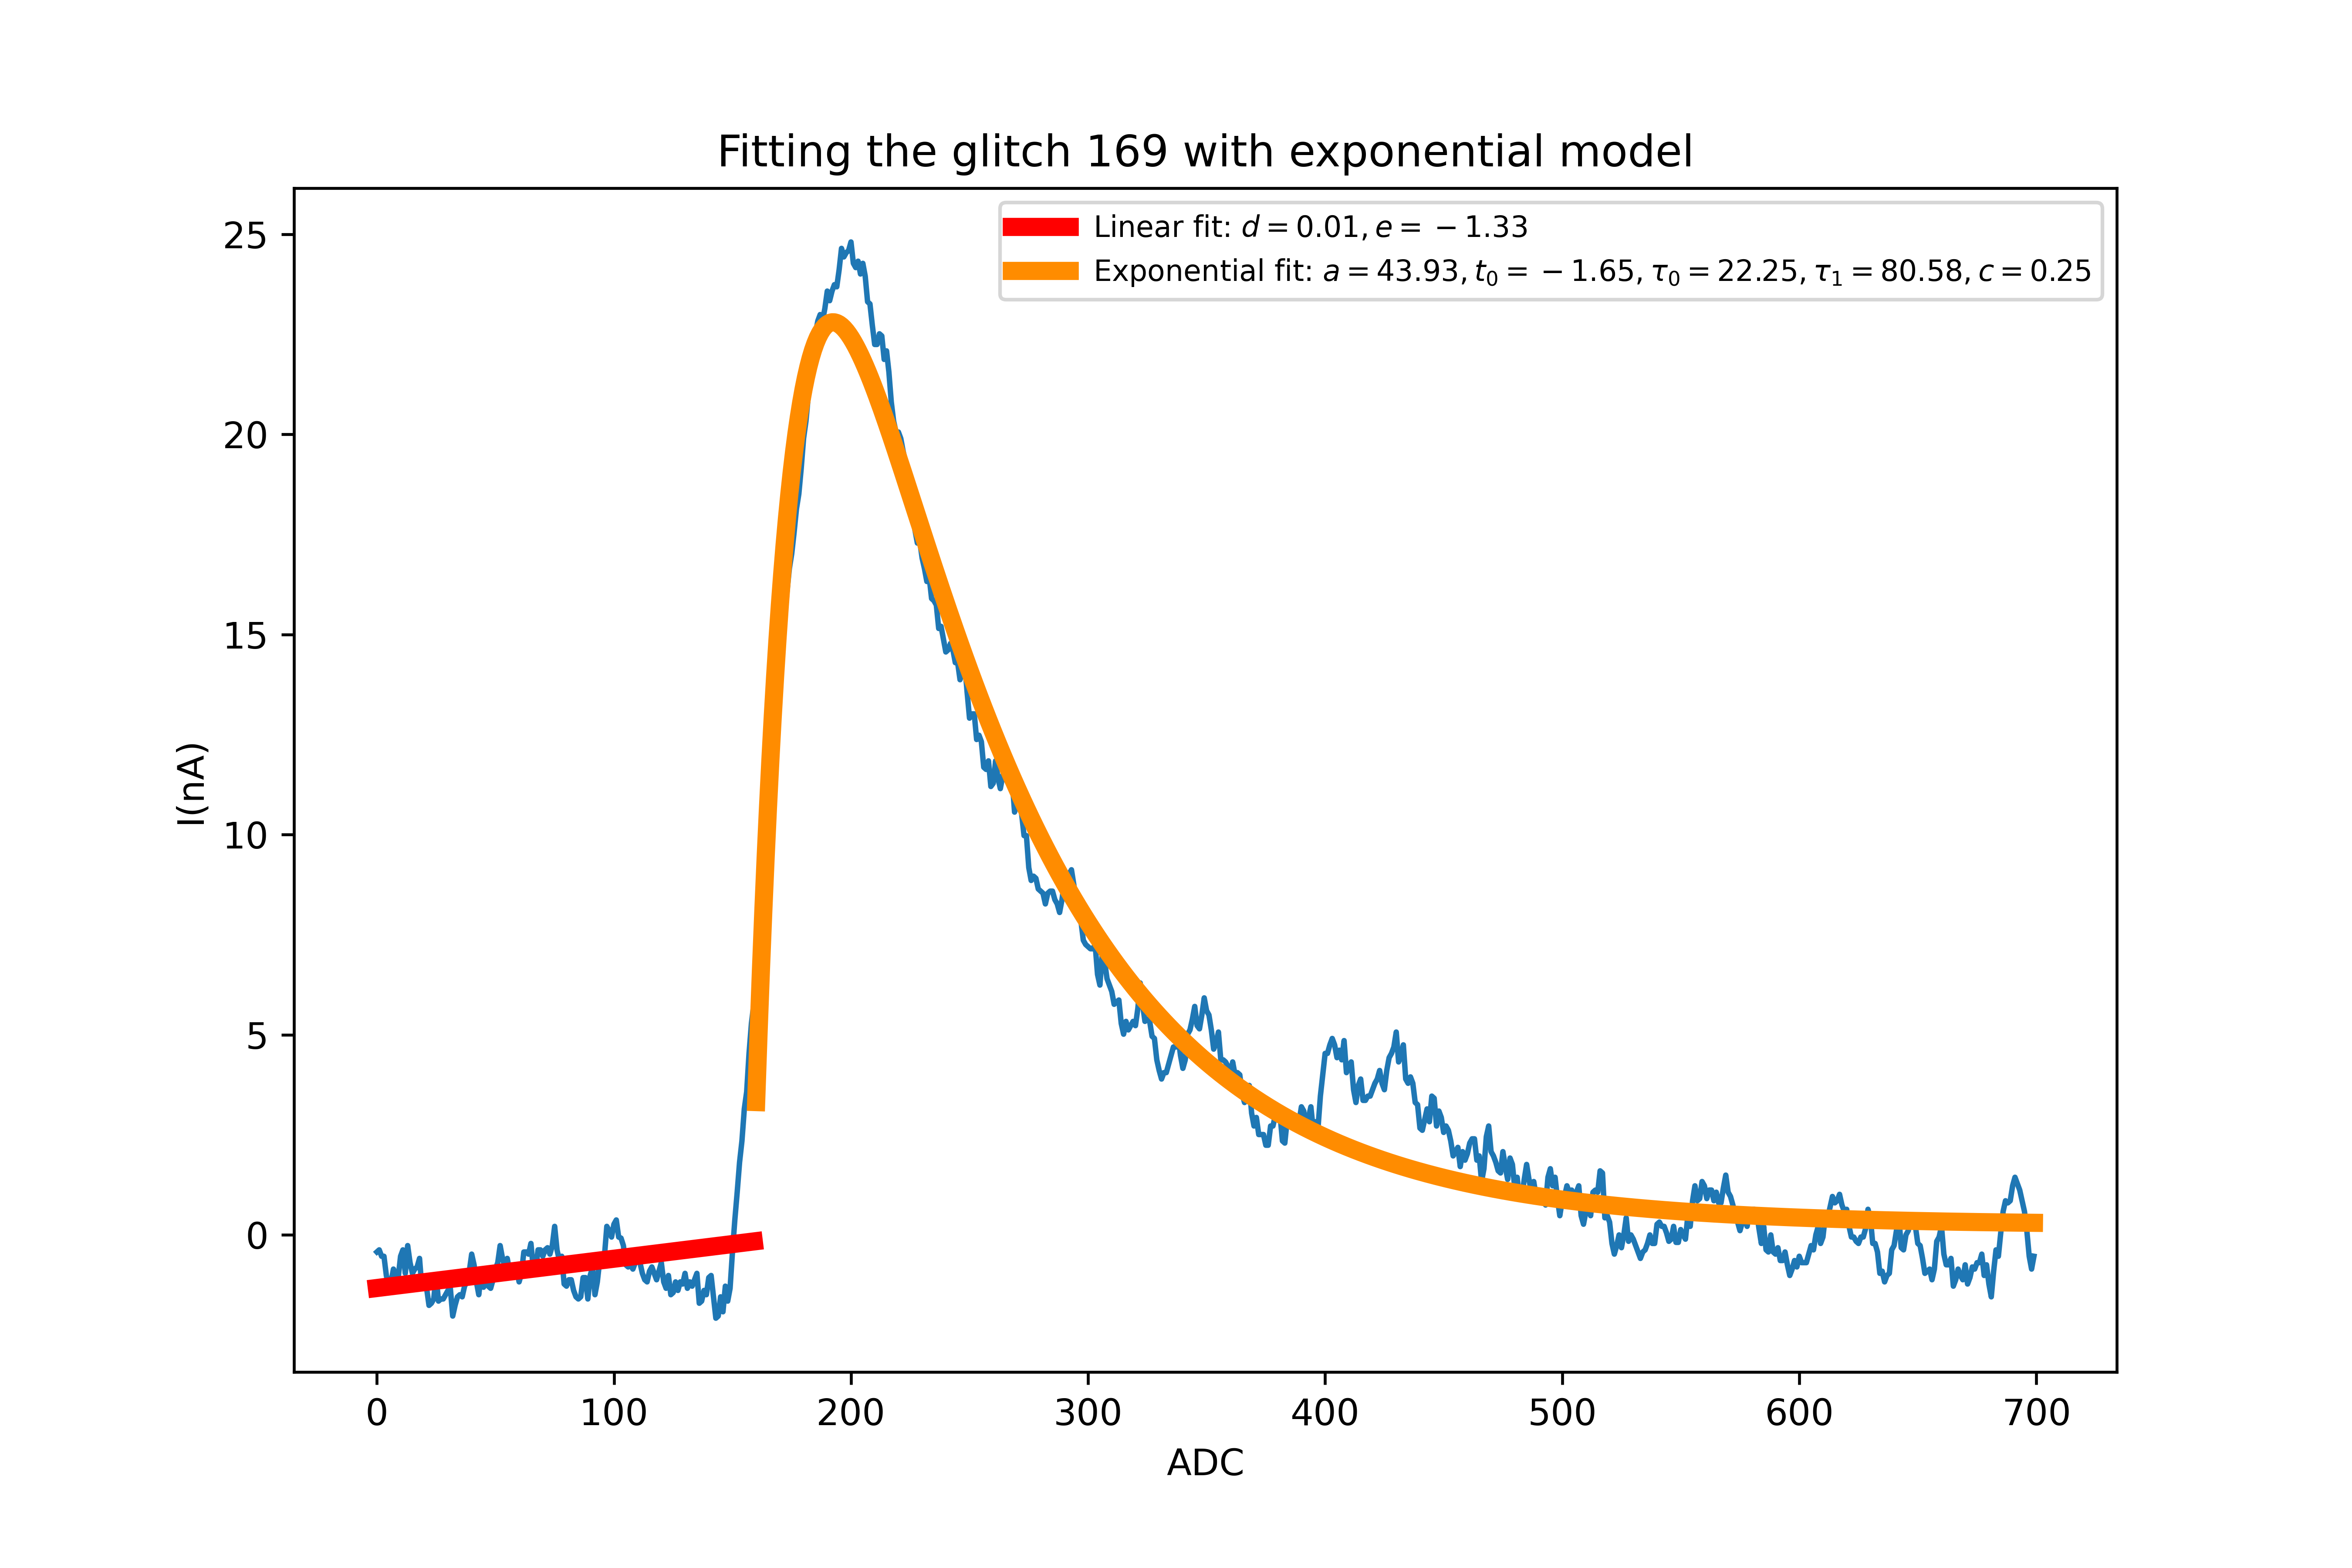 Fitting the glitch 169 with exponential model
Linear fit: d = 0.01, e = −1.33
Exponential fit: a = 43.93, t₀ = −1.65, τ₀ = 22.25, τ₁ = 80.58, c = 0.25
25
20
15
10
5
0
I(nA)
0 100 200 300 400 500 600 700
ADC